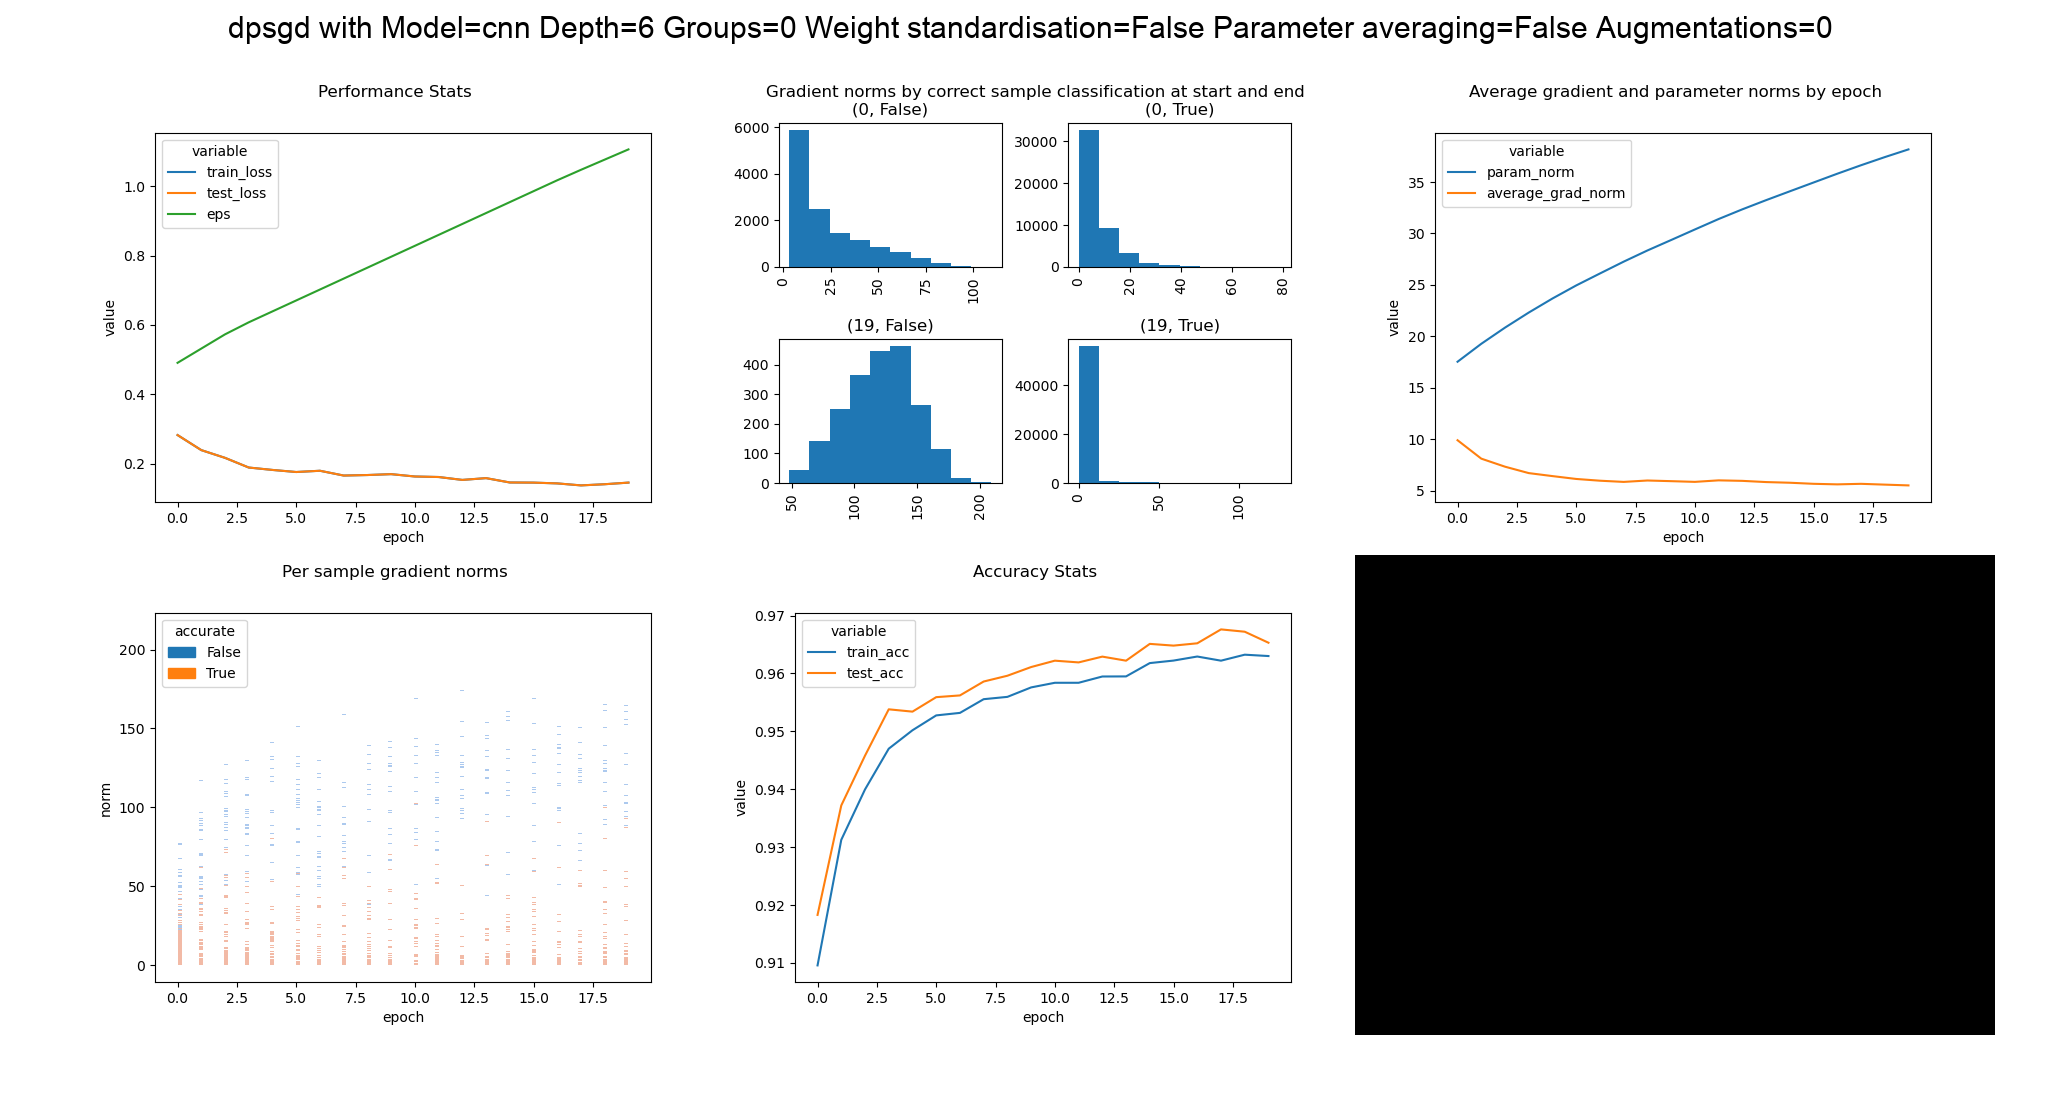 dpsgd with Model=cnn Depth=6 Groups=0 Weight standardisation=False Parameter averaging=False Augmentations=0
Performance Stats
variable
train_loss
test_loss
eps
value
1.0
0.8
0.6
0.4
0.2
0.0 2.5 5.0 7.5 10.0 12.5 15.0 17.5
epoch
Gradient norms by correct sample classification at start and end
(0, False)
6000
4000
2000
0
0 25 50 75 100
(0, True)
30000
20000
10000
0
0 20 40 60 80
(19, False)
400
300
200
100
0
50 100 150 200
(19, True)
40000
20000
0
0 50 100
Average gradient and parameter norms by epoch
variable
param_norm
average_grad_norm
value
35
30
25
20
15
10
5
0.0 2.5 5.0 7.5 10.0 12.5 15.0 17.5
epoch
Per sample gradient norms
accurate
False
True
norm
200
150
100
50
0
0.0 2.5 5.0 7.5 10.0 12.5 15.0 17.5
epoch
Accuracy Stats
variable
train_acc
test_acc
value
0.97
0.96
0.95
0.94
0.93
0.92
0.91
0.0 2.5 5.0 7.5 10.0 12.5 15.0 17.5
epoch